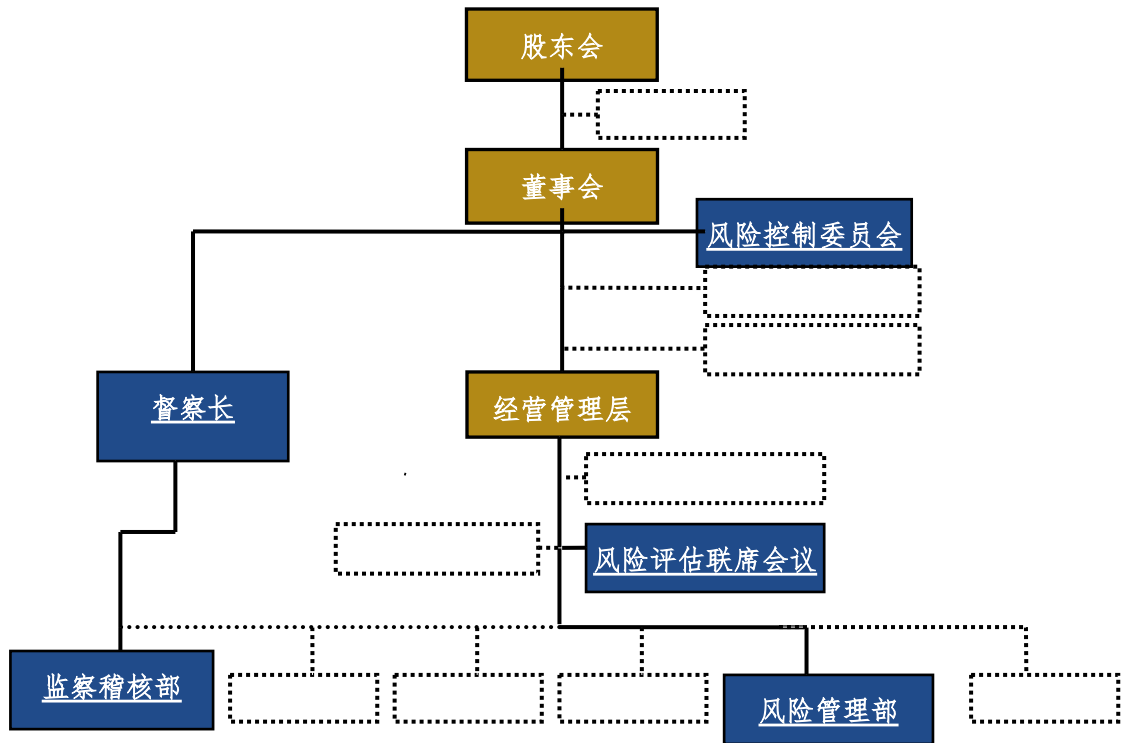 股东会
董事会
风险控制委员会
督察长
经营管理层
风险评估联席会议
监察稽核部
风险管理部